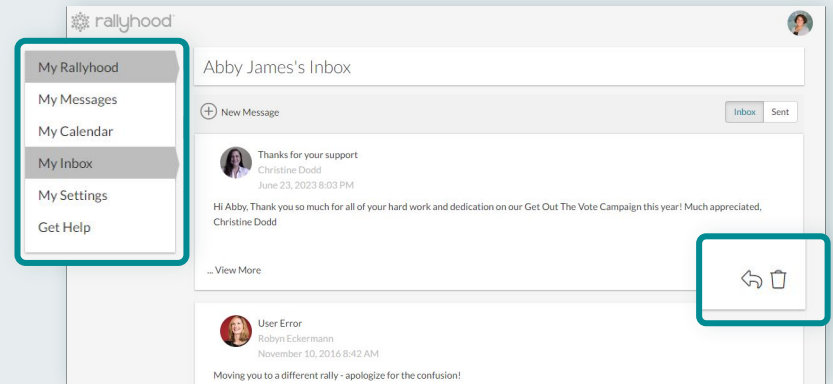 rallyhood
My Rallyhood
My Messages
My Calendar
My Inbox
My Settings
Get Help
Abby James's Inbox
New Message
Inbox Sent
Thanks for your support
Christine Dodd
June 23, 2023 8:03 PM
Hi Abby, Thank you so much for all of your hard work and dedication on our Get Out The Vote Campaign this year! Much appreciated,
Christine Dodd
... View More
User Error
Robyn Eckermann
November 10, 2016 8:42 AM
Moving you to a different rally - apologize for the confusion!